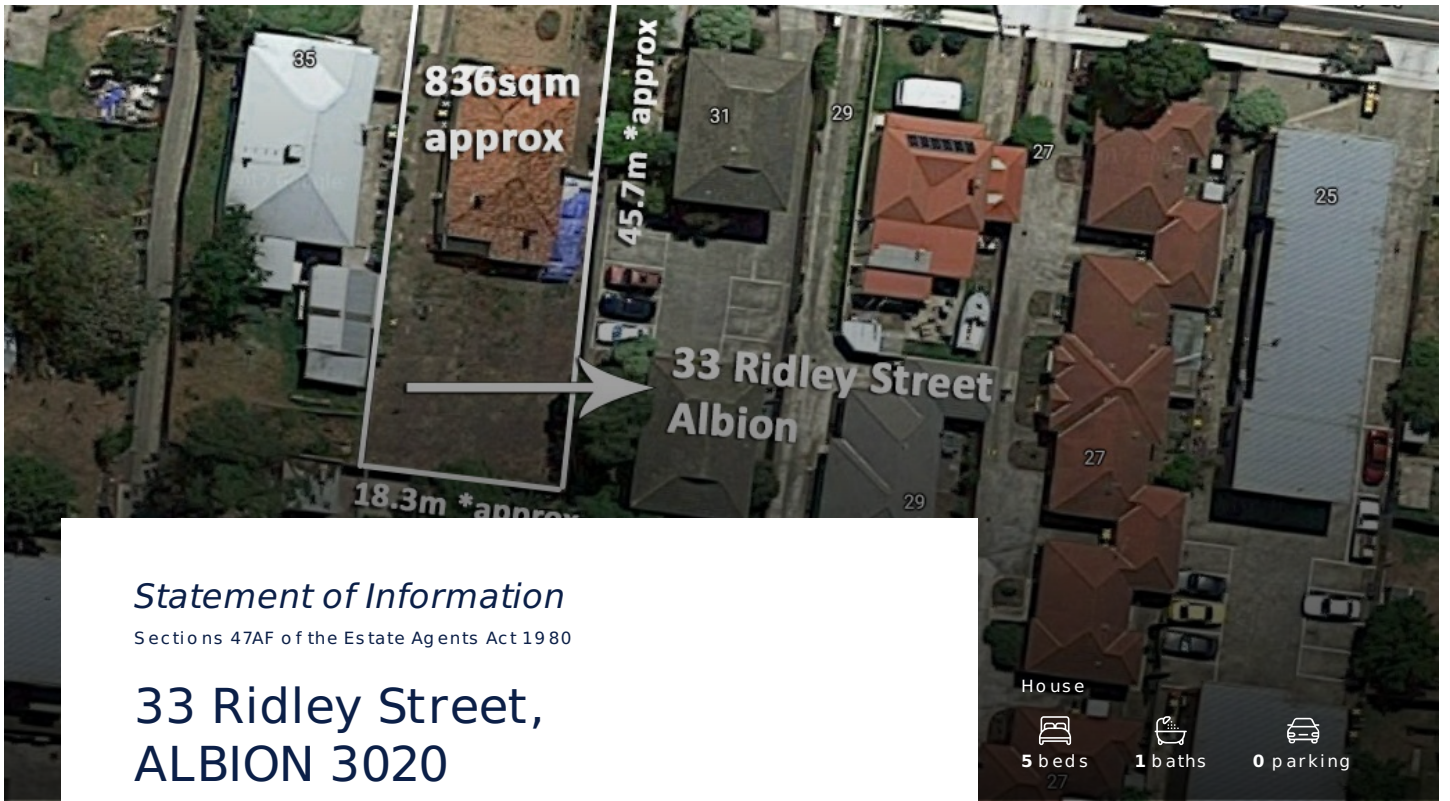 35
836sqm
approx
45.7m *approx
31
29
27
25
33 Ridley Street
Albion
27
29
18.3m *approx
Statement of Information
Sections 47AF of the Estate Agents Act 1980
33 Ridley Street,
ALBION 3020
House
5 beds
1 baths
0 parking
27